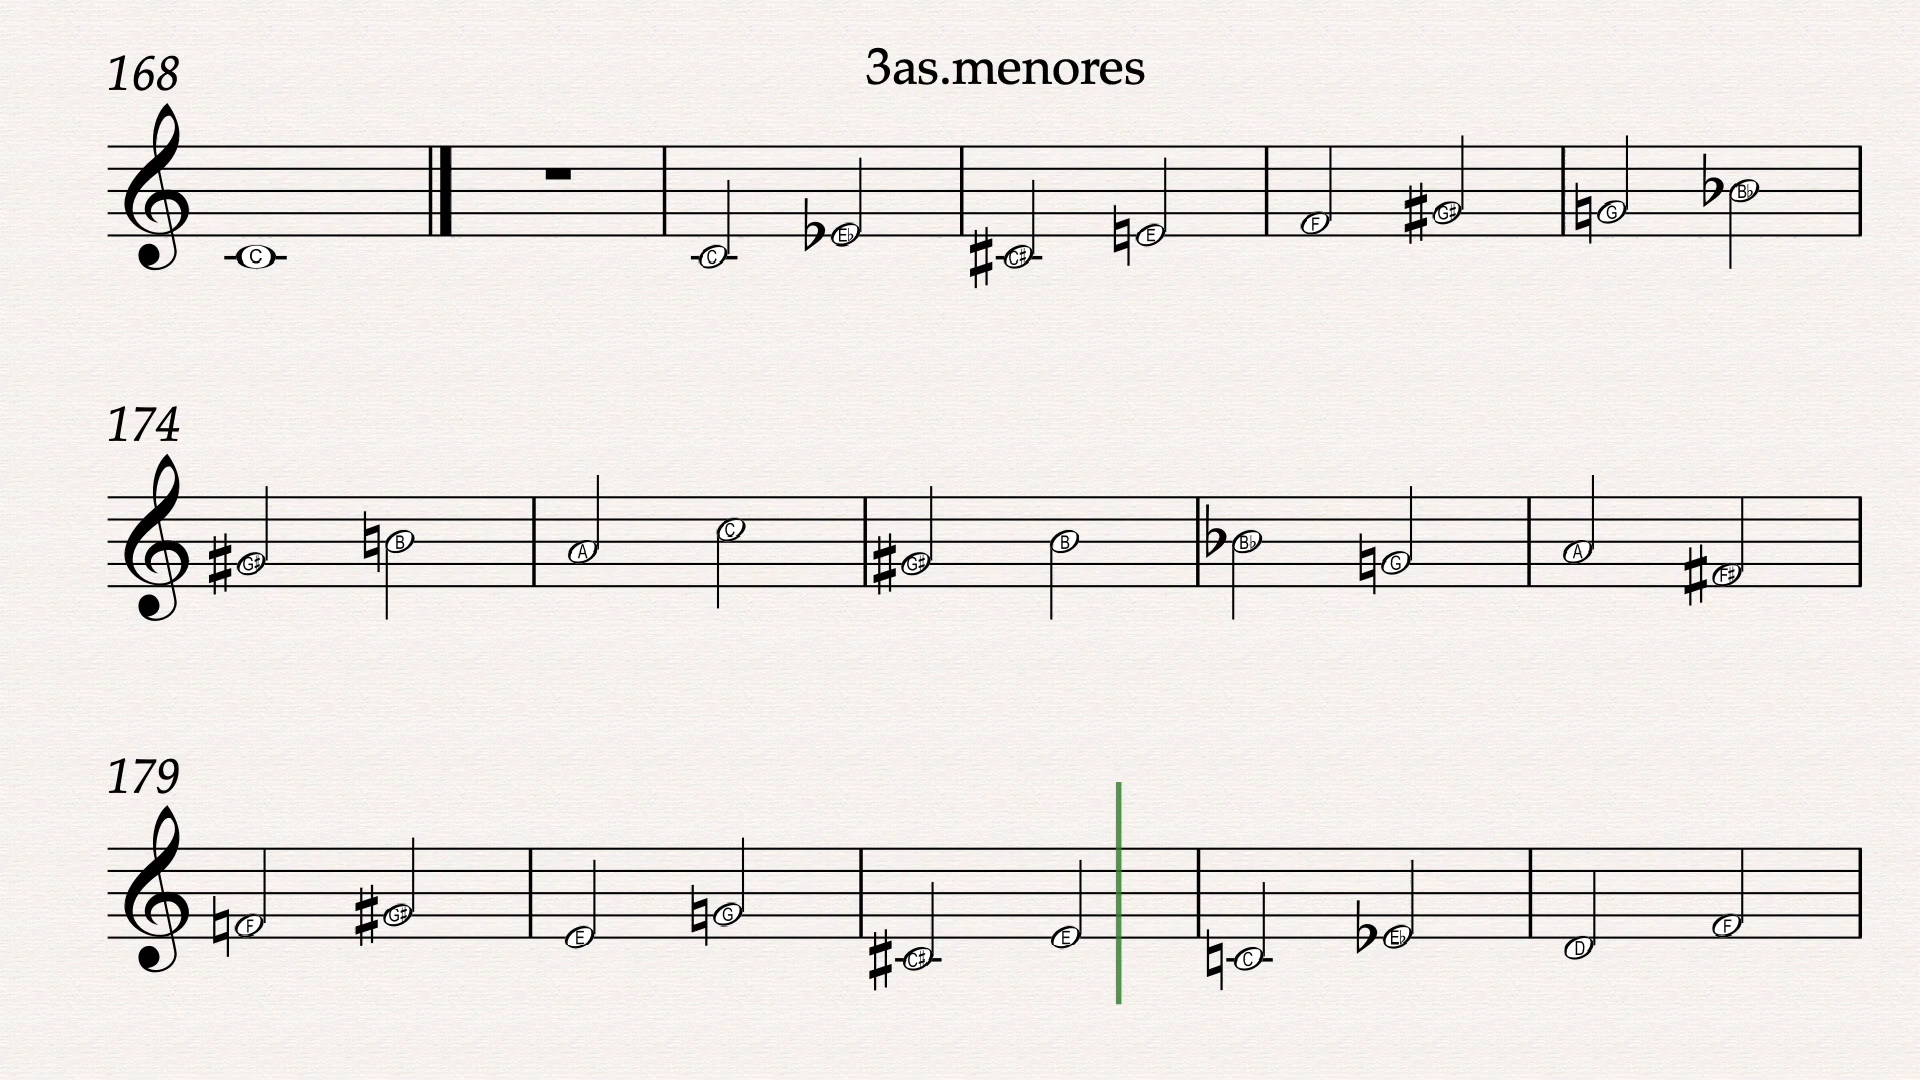 168 3as.menores
C C E♭ C# E F G# G B♭
174
G# B A C G# B B♭ G A F#
179
F G# E G C# E C E♭ D F